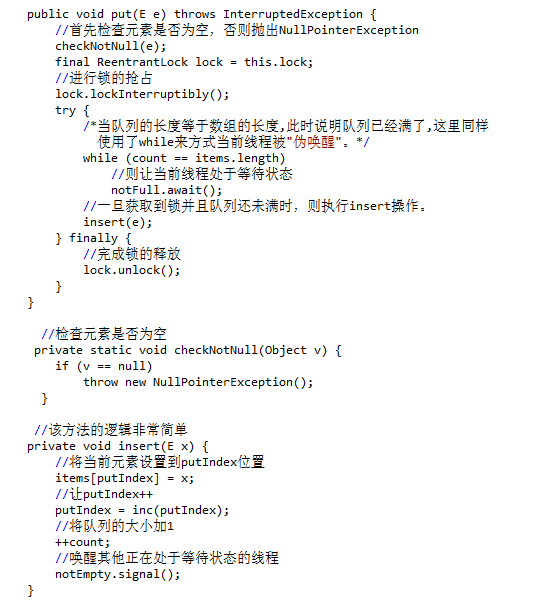 public void put(E e) throws InterruptedException {
    //首先检查元素是否为空，否则抛出NullPointerException
    checkNotNull(e);
    final ReentrantLock lock = this.lock;
    //进行锁的抢占
    lock.lockInterruptibly();
    try {
        /*当队列的长度等于数组的长度,此时说明队列已经满了,这里同样
          使用了while来方式当前线程被"伪唤醒"。*/
        while (count == items.length)
            //则让当前线程处于等待状态
            notFull.await();
        //一旦获取到锁并且队列还未满时，则执行insert操作。
        insert(e);
    } finally {
        //完成锁的释放
        lock.unlock();
    }
}
  //检查元素是否为空
 private static void checkNotNull(Object v) {
    if (v == null)
        throw new NullPointerException();
  }
 //该方法的逻辑非常简单
private void insert(E x) {
    //将当前元素设置到putIndex位置
    items[putIndex] = x;
    //让putIndex++
    putIndex = inc(putIndex);
    //将队列的大小加1
    ++count;
    //唤醒其他正在处于等待状态的线程
    notEmpty.signal();
}